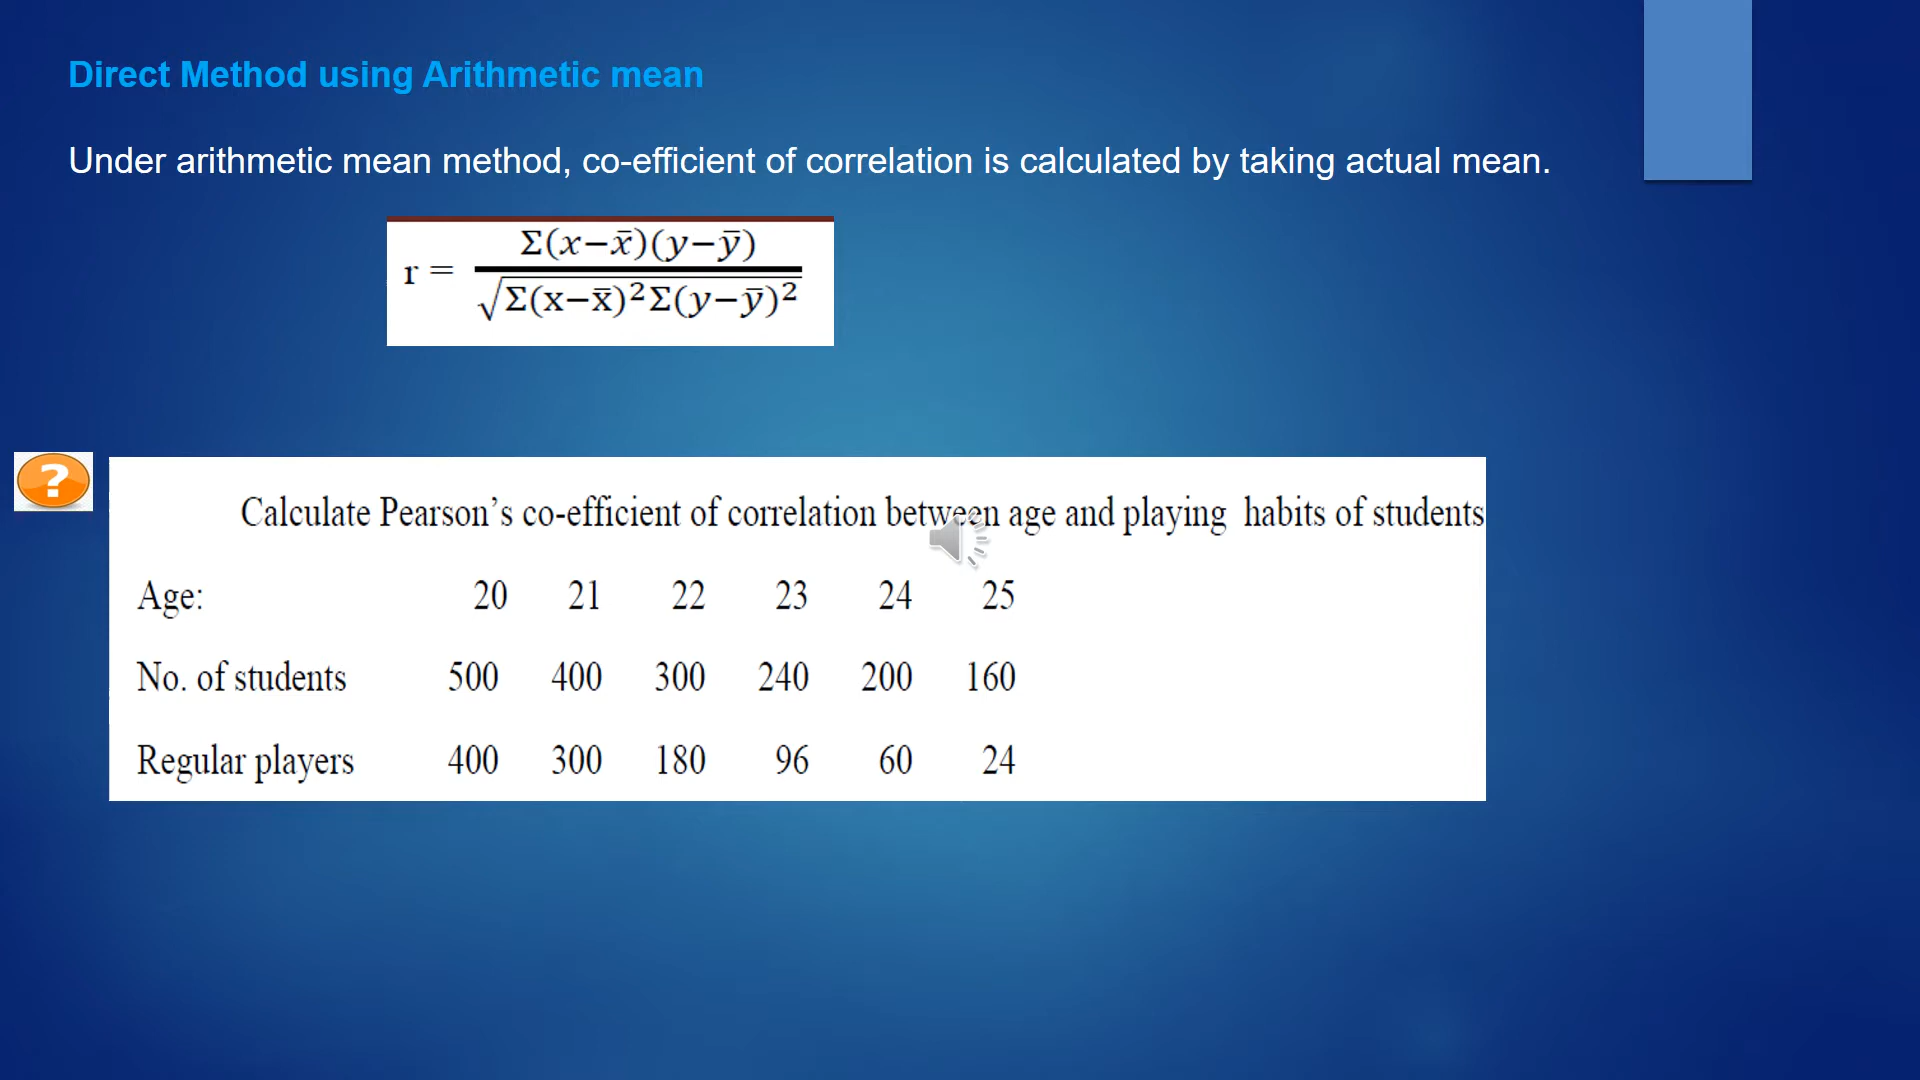 Direct Method using Arithmetic mean
Under arithmetic mean method, co-efficient of correlation is calculated by taking actual mean.
r = Σ(x−x̅)(y−y̅) / √Σ(x−x̅)²Σ(y−y̅)²
?
Calculate Pearson’s co-efficient of correlation between age and playing habits of students
Age: 20 21 22 23 24 25
No. of students 500 400 300 240 200 160
Regular players 400 300 180 96 60 24